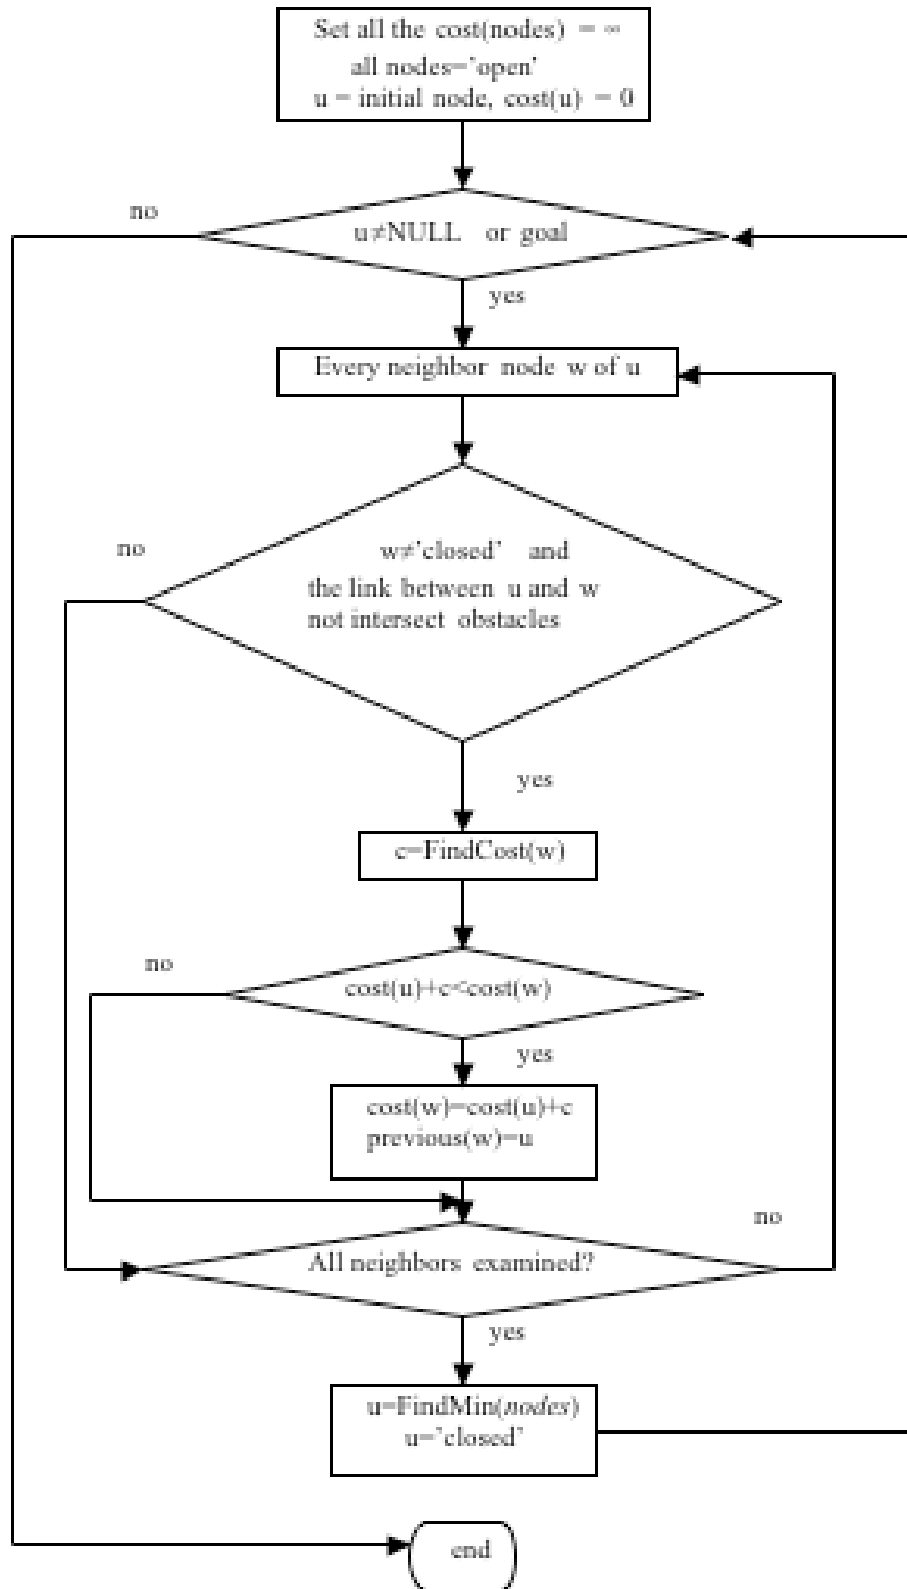 Set all the cost(nodes) = ∞
all nodes='open'
u = initial node, cost(u) = 0
no
u≠NULL or goal
yes
Every neighbor node w of u
no
w≠'closed' and
the link between u and w
not intersect obstacles
yes
c=FindCost(w)
no
cost(u)+c<cost(w)
yes
cost(w)=cost(u)+c
previous(w)=u
no
All neighbors examined?
yes
u=FindMin(nodes)
u='closed'
end